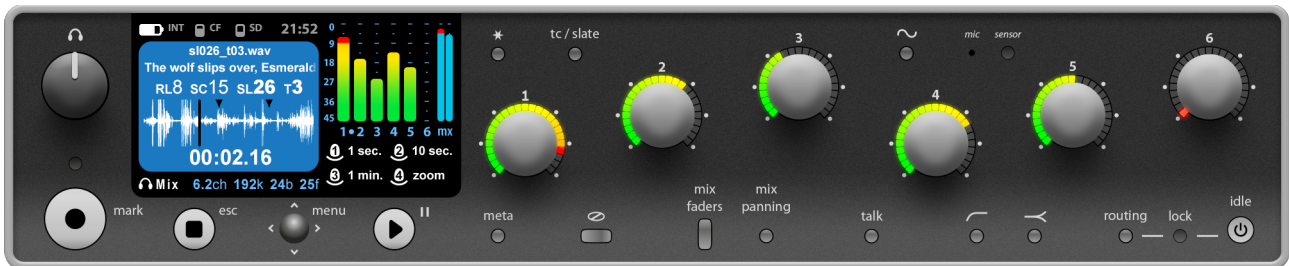 INT CF SD 21:52
sl026_t03.wav
The wolf slips over, Esmerald
RL8 SC15 SL26 T3
00:02.16
Mix 6.2ch 192k 24b 25f
0
9
18
27
36
45
1•2 3 4 5 6 mx
1 1 sec. 2 10 sec.
3 1 min. 4 zoom
tc / slate
mic sensor
1
2
3
4
5
6
mark
esc
menu
meta
mix
faders
mix
panning
talk
routing
lock
idle